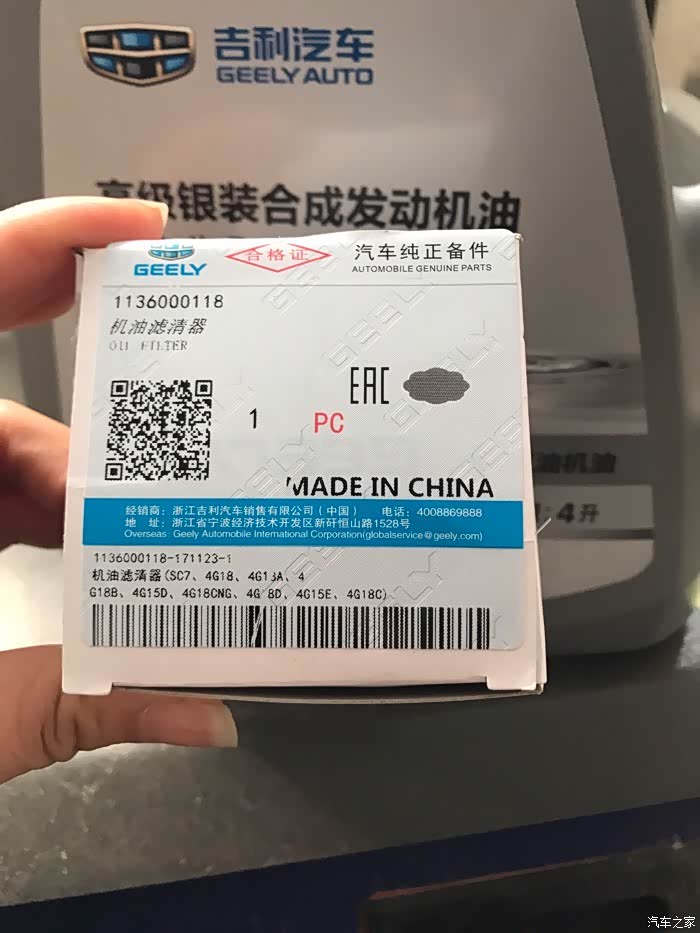 吉利汽车
GEELY AUTO
高级银装合成发动机油
GEELY
合格证
汽车纯正备件
AUTOMOBILE GENUINE PARTS
1136000118
机油滤清器
OIL FILTER
EAC
1
PC
MADE IN CHINA
经销商：浙江吉利汽车销售有限公司（中国） 电话：4008869888
地 址：浙江省宁波经济技术开发区新矸恒山路1528号
Overseas Geely Automobile International Corporation(globalservice@geely.com)
1136000118-171123-1
机油滤清器(SC7、4G18、4G13A、4
G18B、4G15D、4G18CNG、4G18D、4G15E、4G18C)
油机油
4升
汽车之家